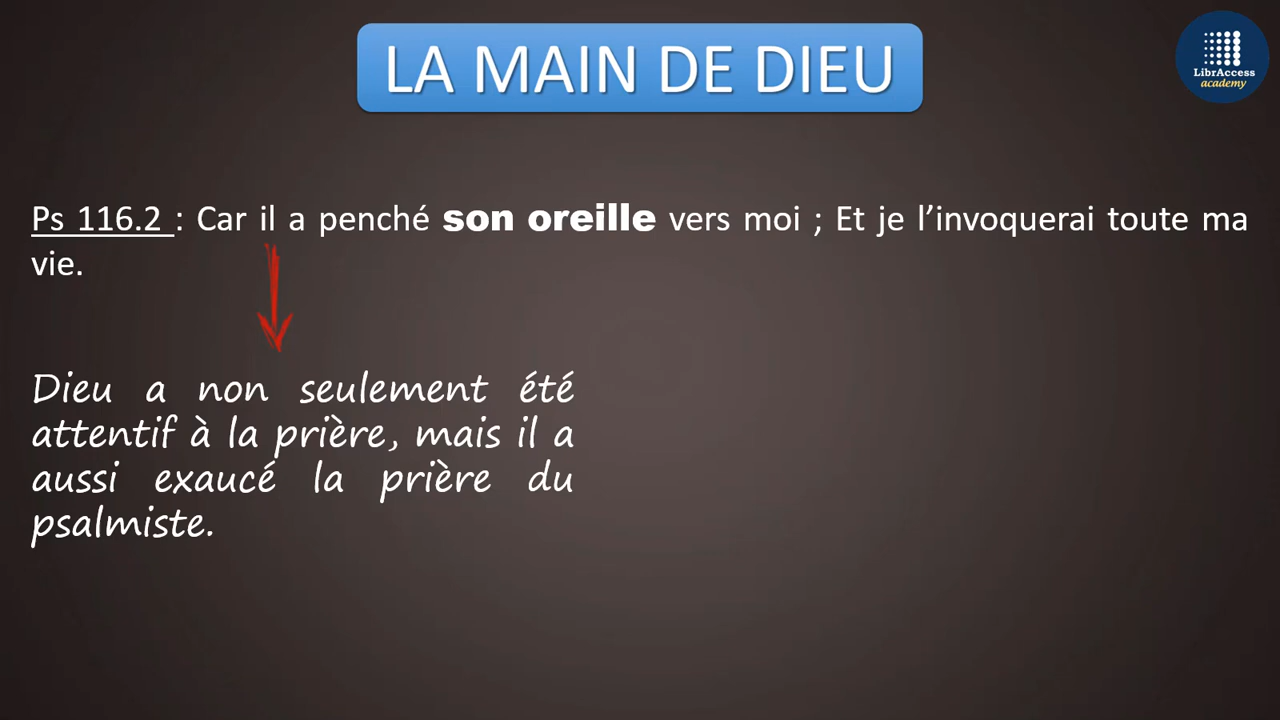 LA MAIN DE DIEU
LibrAccess
academy
Ps 116.2 : Car il a penché son oreille vers moi ; Et je l’invoquerai toute ma
vie.
Dieu a non seulement été
attentif à la prière, mais il a
aussi exaucé la prière du
psalmiste.